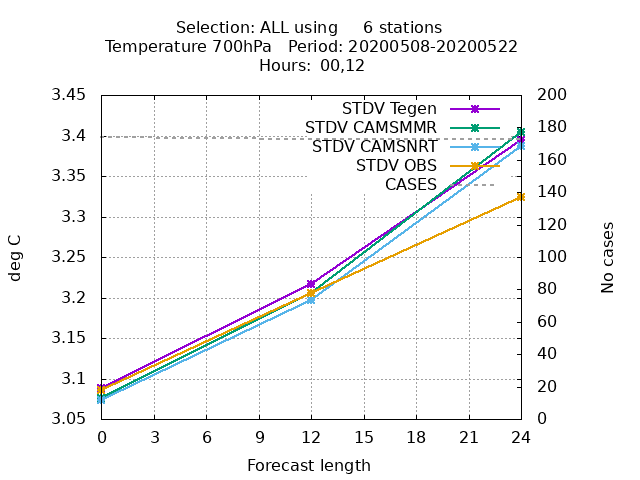 Selection: ALL using     6 stations
Temperature 700hPa   Period: 20200508-20200522
Hours: 00,12
3.45
3.4
3.35
3.3
3.25
3.2
3.15
3.1
3.05
deg C
STDV Tegen
STDV CAMSMMR
STDV CAMSNRT
STDV OBS
CASES
200
180
160
140
120
100
80
60
40
20
0
No cases
0 3 6 9 12 15 18 21 24
Forecast length